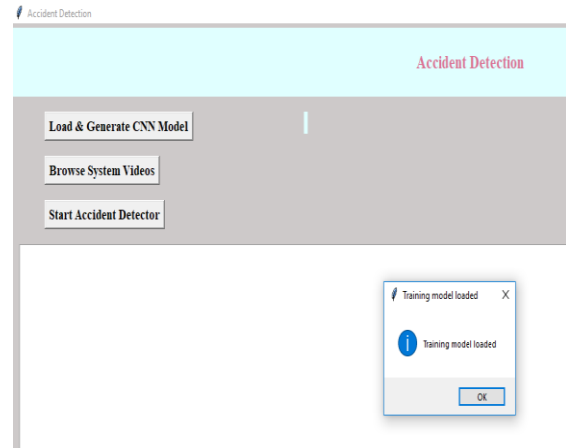 Accident Detection
Accident Detection
Load & Generate CNN Model
Browse System Videos
Start Accident Detector
Training model loaded X
i Training model loaded
OK